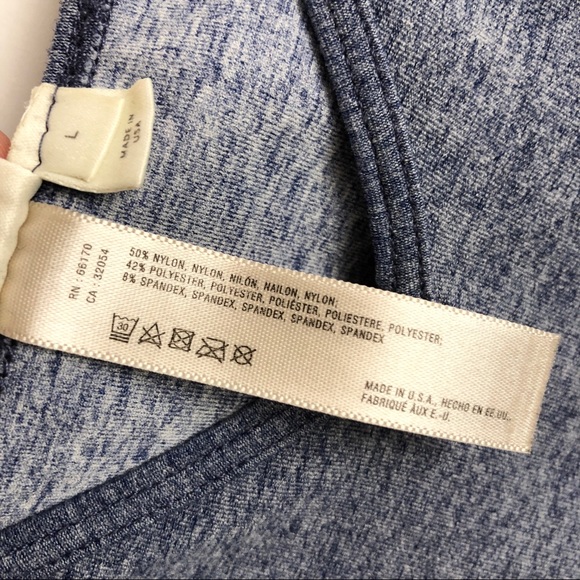 L
MADE IN
USA
RN : 66170
CA : 32054
50% NYLON, NYLON, NILÓN, NAILON, NYLON;
42% POLYESTER, POLYESTER, POLIÉSTER, POLIESTERE, POLYESTER;
8% SPANDEX, SPANDEX, SPANDEX, SPANDEX, SPANDEX
30
MADE IN U.S.A., HECHO EN EE.UU.,
FABRIQUÉ AUX E.-U.